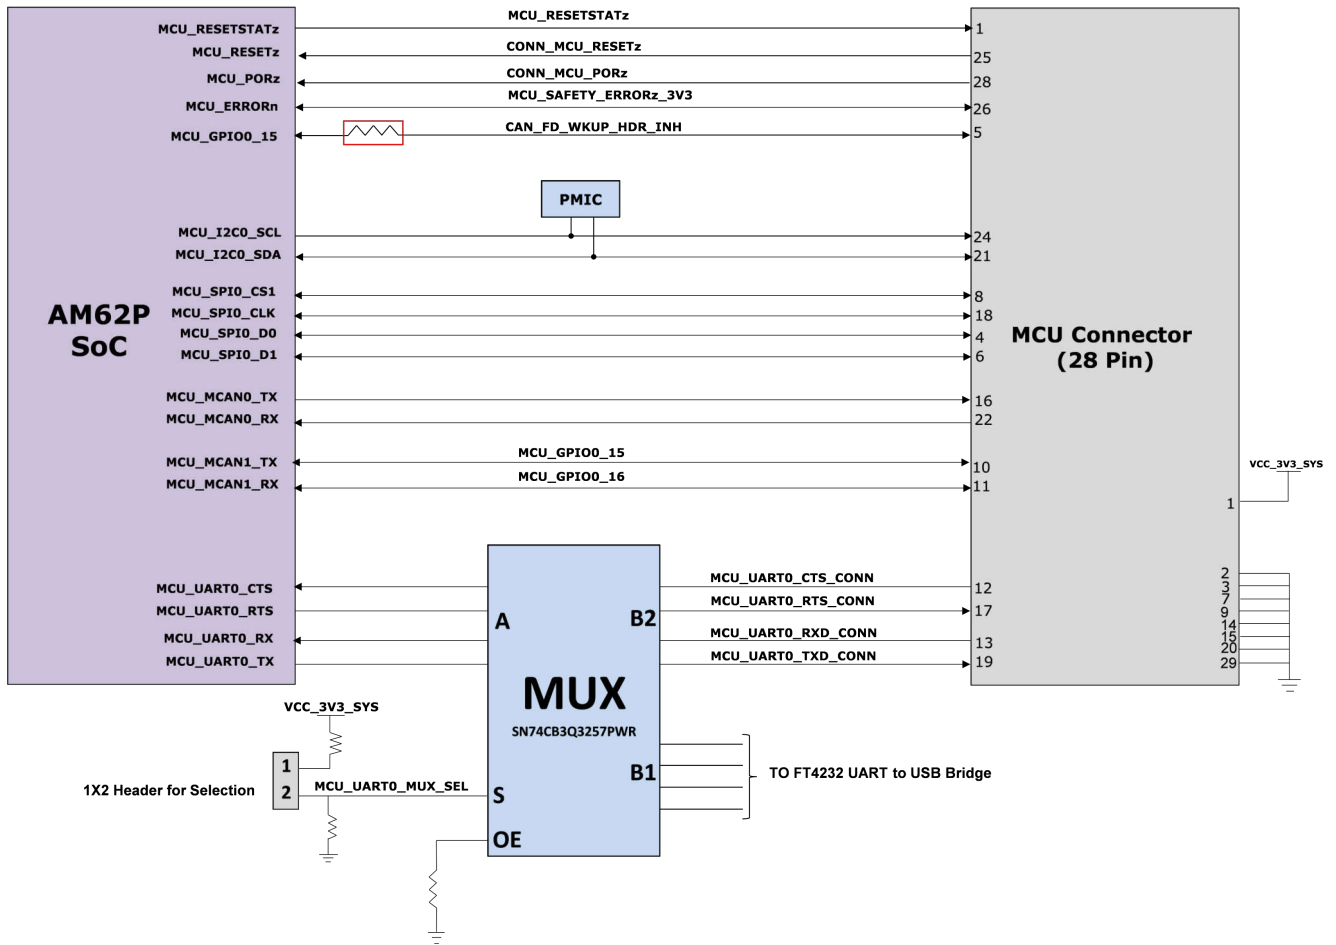 MCU_RESETSTATz
MCU_RESETSTATz
1
MCU_RESETz
CONN_MCU_RESETz
25
MCU_PORz
CONN_MCU_PORz
28
MCU_ERRORn
MCU_SAFETY_ERRORz_3V3
26
MCU_GPIO0_15
CAN_FD_WKUP_HDR_INH
5
PMIC
MCU_I2C0_SCL
24
MCU_I2C0_SDA
21
MCU_SPI0_CS1
8
MCU_SPI0_CLK
18
MCU_SPI0_D0
4
MCU_SPI0_D1
6
AM62P
SoC
MCU Connector
(28 Pin)
MCU_MCAN0_TX
16
MCU_MCAN0_RX
22
MCU_MCAN1_TX
MCU_GPIO0_15
10
MCU_MCAN1_RX
MCU_GPIO0_16
11
VCC_3V3_SYS
1
2
3
7
9
14
15
20
29
MCU_UART0_CTS
MCU_UART0_CTS_CONN
12
MCU_UART0_RTS
MCU_UART0_RTS_CONN
17
MCU_UART0_RX
MCU_UART0_RXD_CONN
13
MCU_UART0_TX
MCU_UART0_TXD_CONN
19
A
B2
MUX
SN74CB3Q3257PWR
B1
TO FT4232 UART to USB Bridge
VCC_3V3_SYS
1
2
1X2 Header for Selection
MCU_UART0_MUX_SEL
S
OE